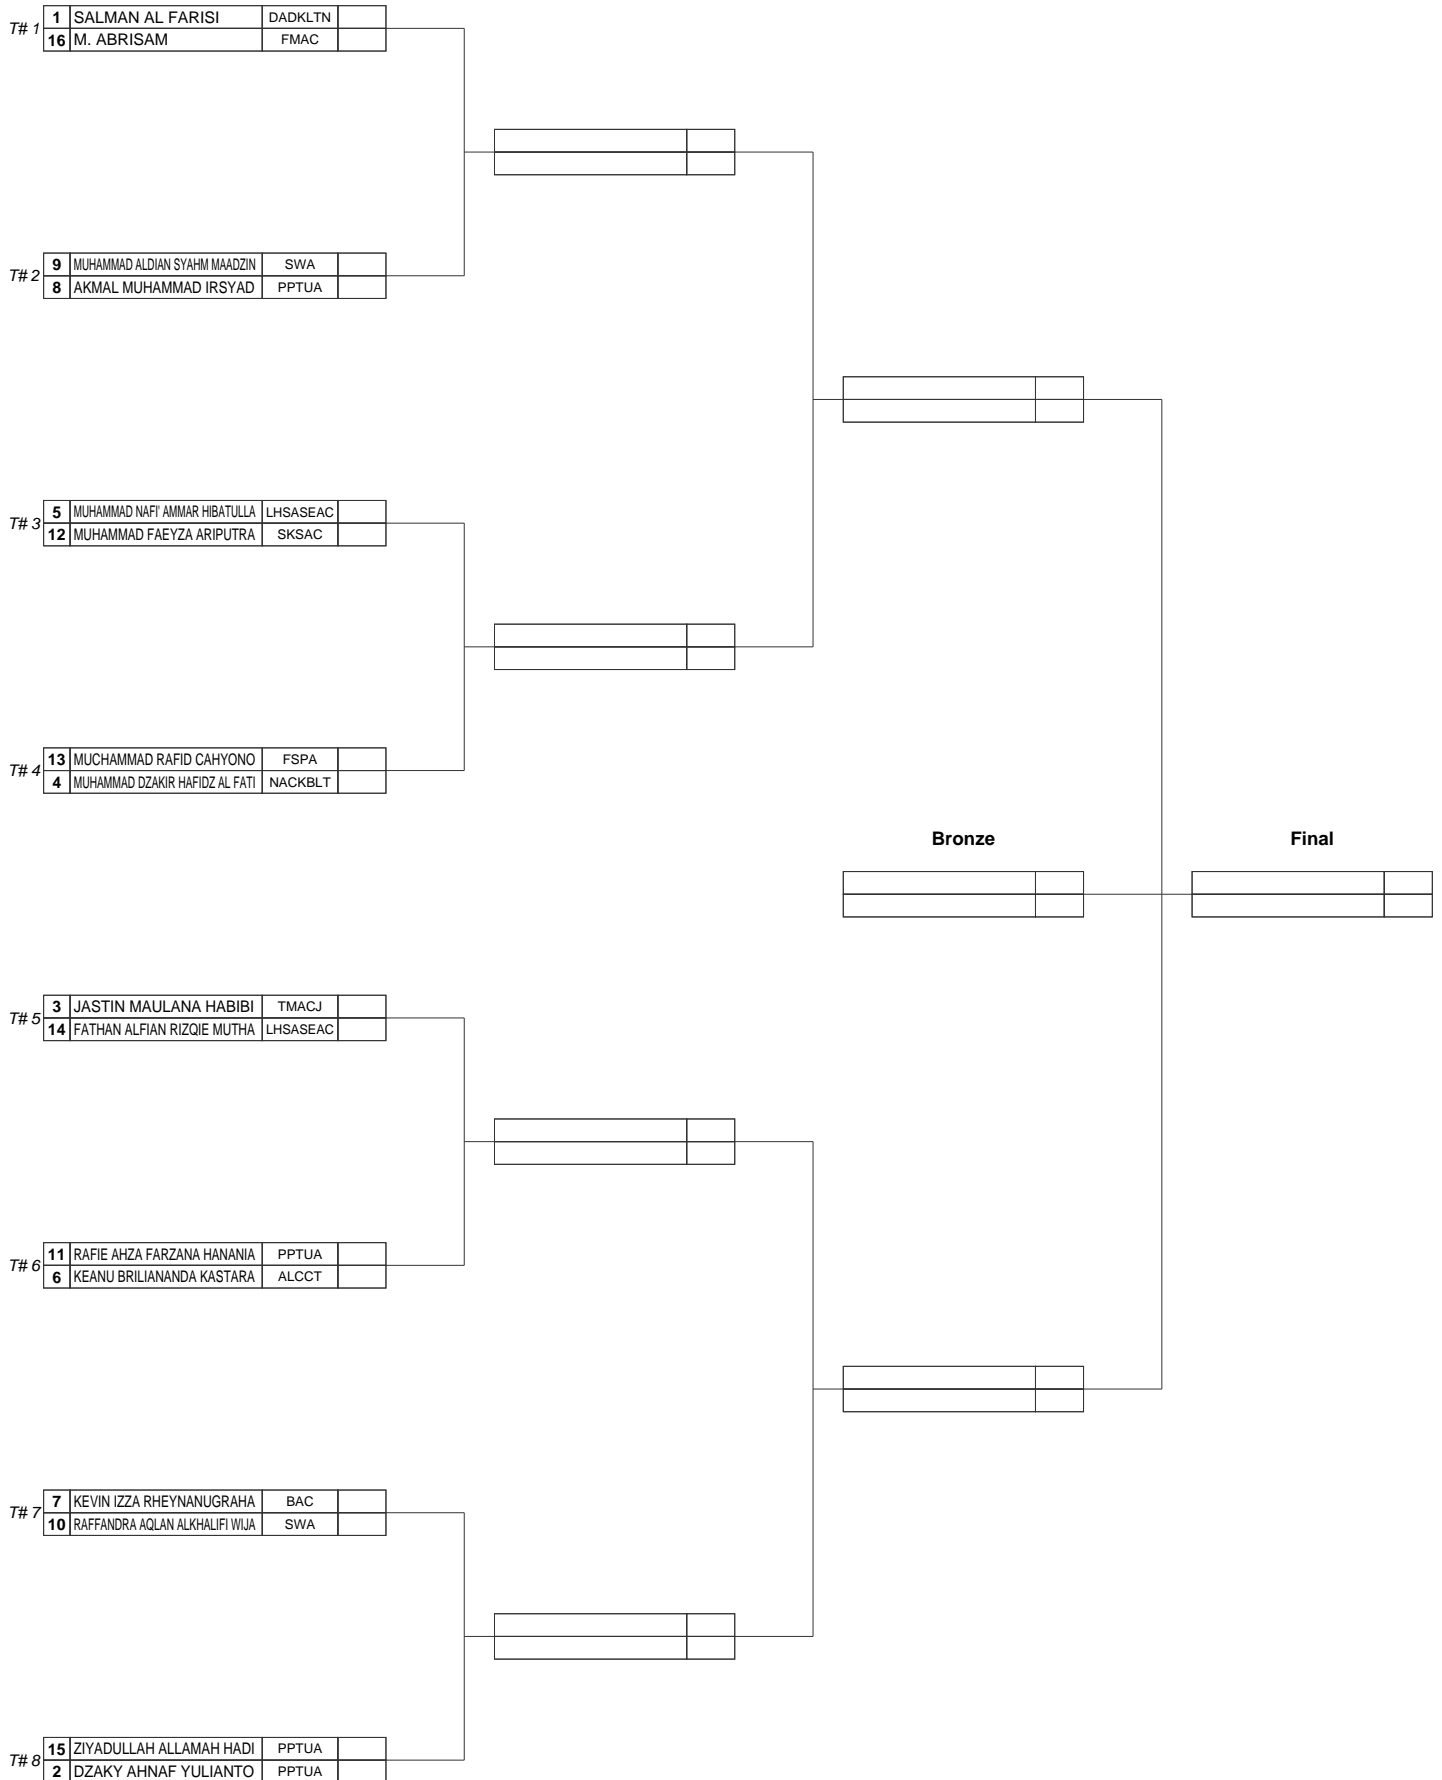 T# 1
1 SALMAN AL FARISI DADKLTN
16 M. ABRISAM FMAC
T# 2
9 MUHAMMAD ALDIAN SYAHM MAADZIN SWA
8 AKMAL MUHAMMAD IRSYAD PPTUA
T# 3
5 MUHAMMAD NAFI' AMMAR HIBATULLA LHSASEAC
12 MUHAMMAD FAEYZA ARIPUTRA SKSAC
T# 4
13 MUCHAMMAD RAFID CAHYONO FSPA
4 MUHAMMAD DZAKIR HAFIDZ AL FATI NACKBLT
Bronze Final
T# 5
3 JASTIN MAULANA HABIBI TMACJ
14 FATHAN ALFIAN RIZQIE MUTHA LHSASEAC
T# 6
11 RAFIE AHZA FARZANA HANANIA PPTUA
6 KEANU BRILIANANDA KASTARA ALCCT
T# 7
7 KEVIN IZZA RHEYNANUGRAHA BAC
10 RAFFANDRA AQLAN ALKHALIFI WIJA SWA
T# 8
15 ZIYADULLAH ALLAMAH HADI PPTUA
2 DZAKY AHNAF YULIANTO PPTUA